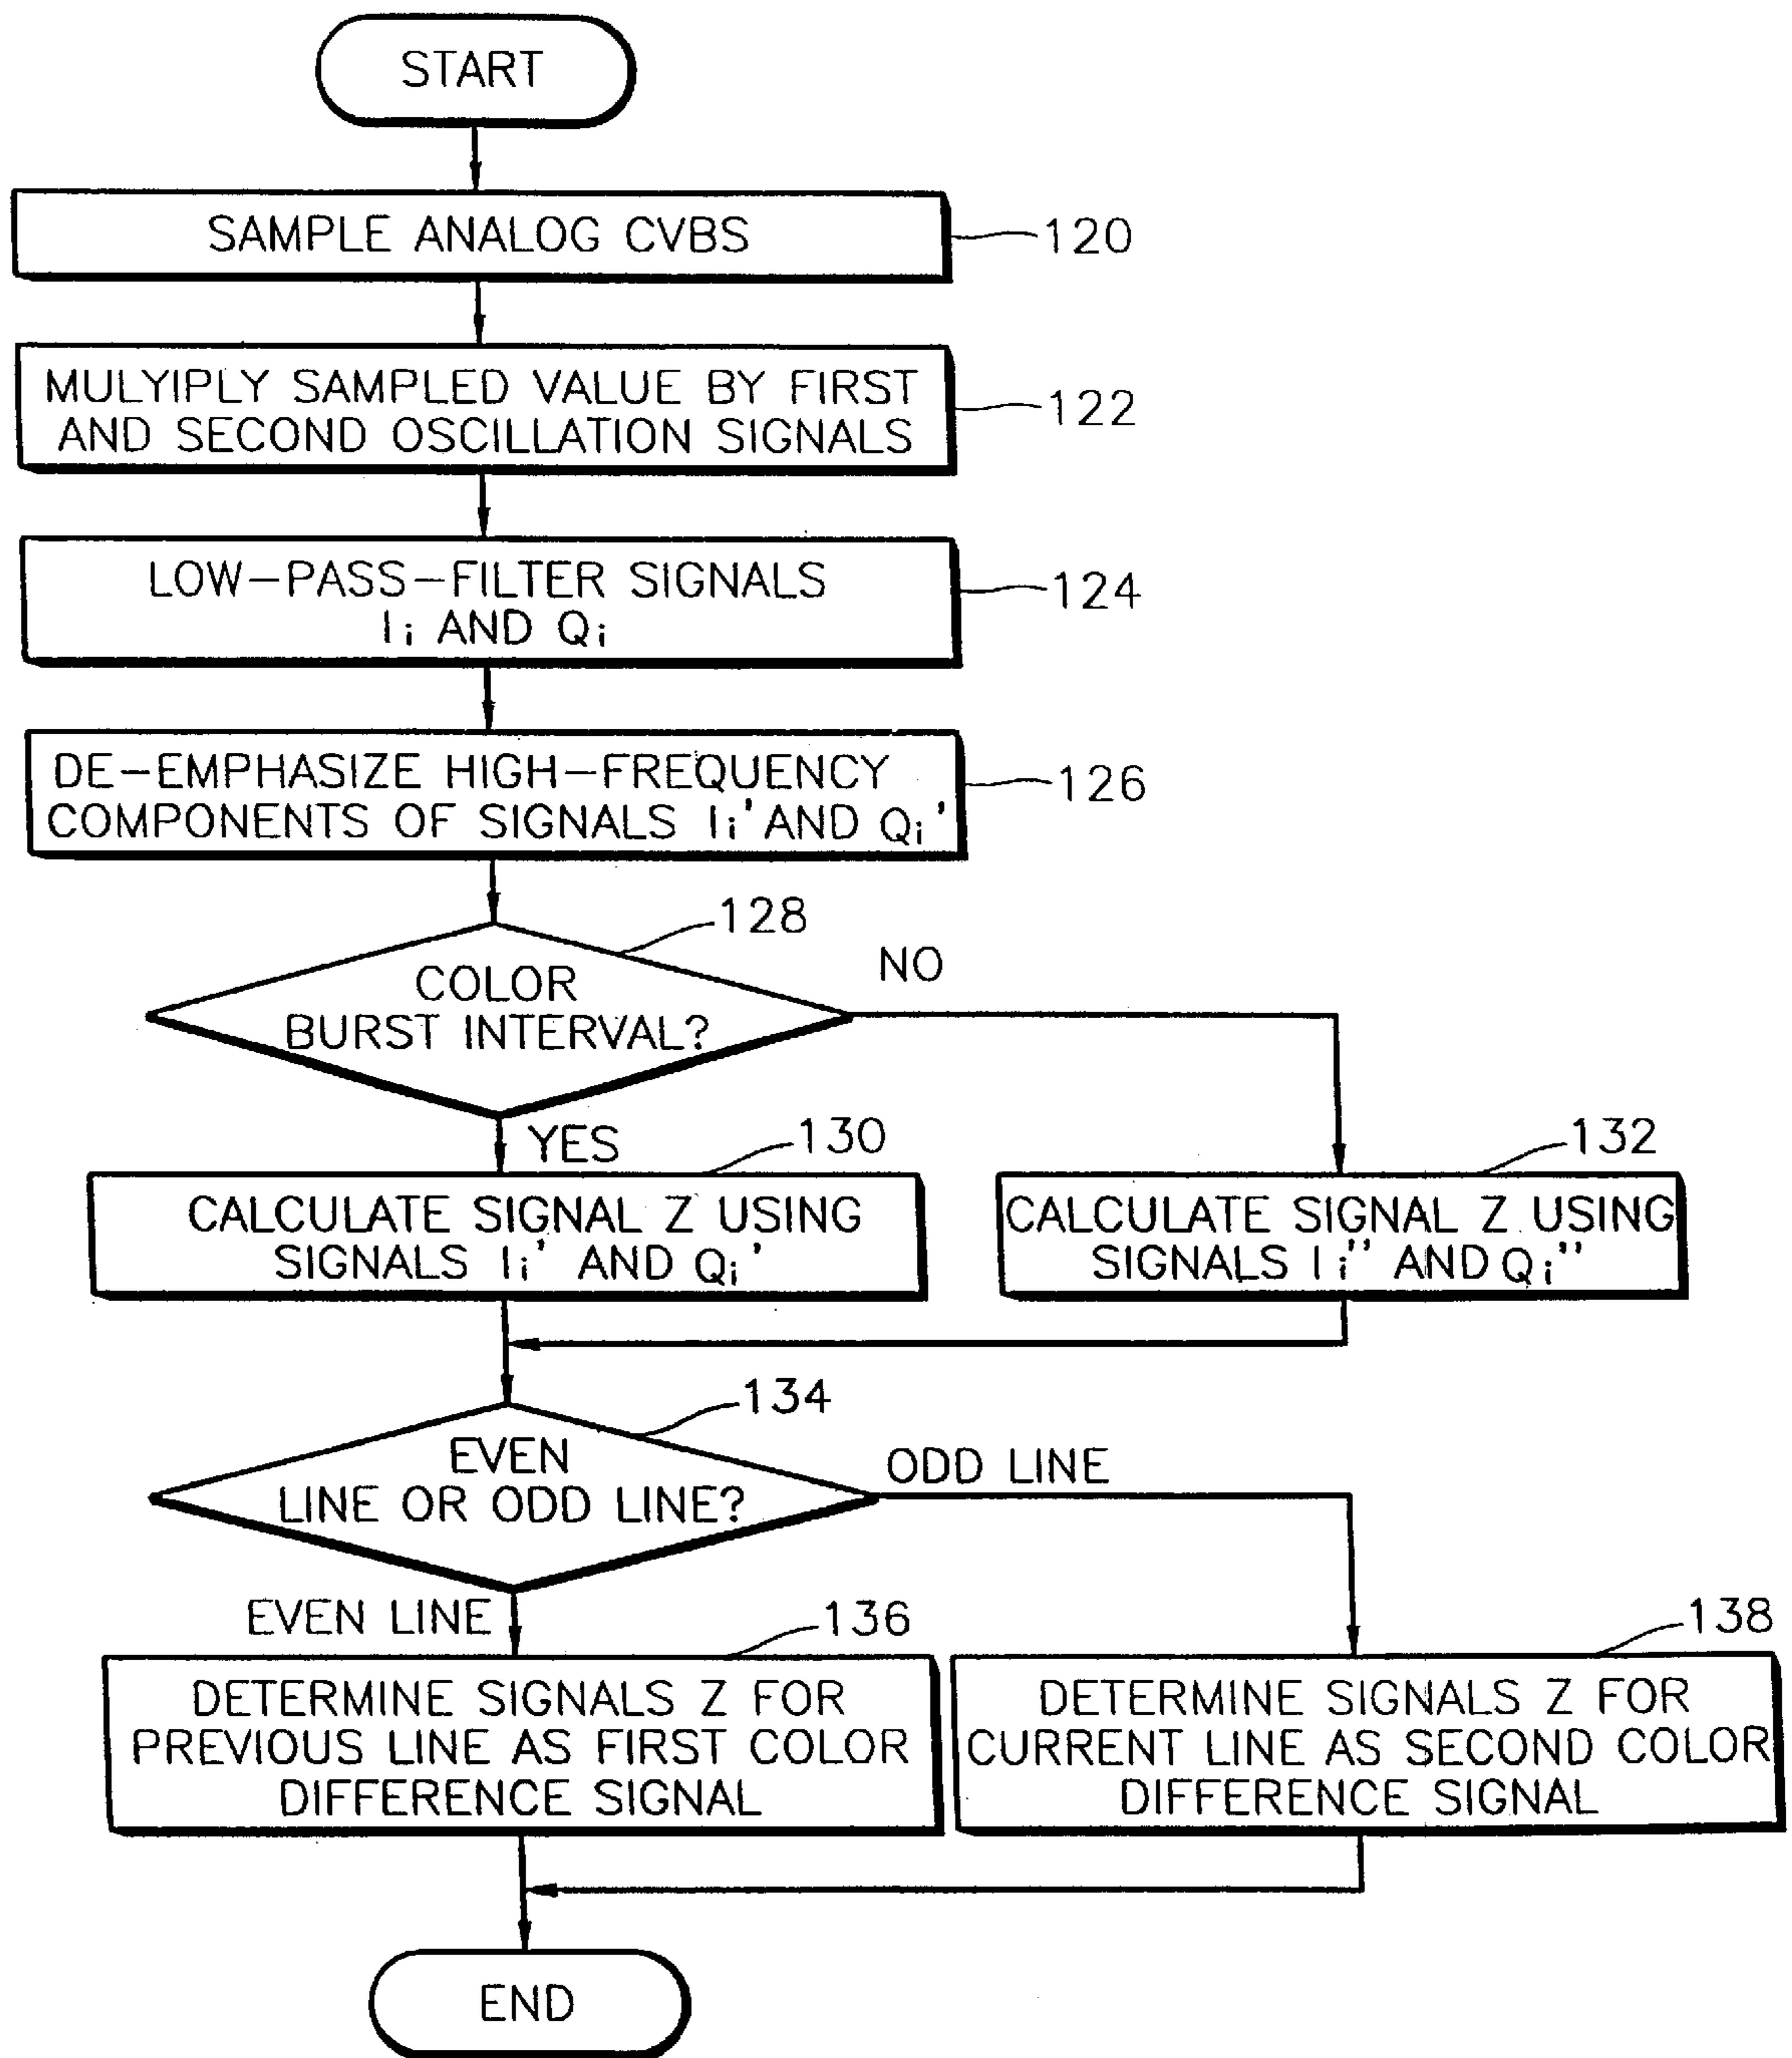 START
SAMPLE ANALOG CVBS
120
MULYIPLY SAMPLED VALUE BY FIRST
AND SECOND OSCILLATION SIGNALS
122
LOW-PASS-FILTER SIGNALS
Ii AND Qi
124
DE-EMPHASIZE HIGH-FREQUENCY
COMPONENTS OF SIGNALS Ii' AND Qi'
126
128
COLOR
BURST INTERVAL?
NO
YES
130
CALCULATE SIGNAL Z USING
SIGNALS Ii' AND Qi'
132
CALCULATE SIGNAL Z USING
SIGNALS Ii'' AND Qi''
134
EVEN
LINE OR ODD LINE?
ODD LINE
EVEN LINE
136
DETERMINE SIGNALS Z FOR
PREVIOUS LINE AS FIRST COLOR
DIFFERENCE SIGNAL
138
DETERMINE SIGNALS Z FOR
CURRENT LINE AS SECOND COLOR
DIFFERENCE SIGNAL
END